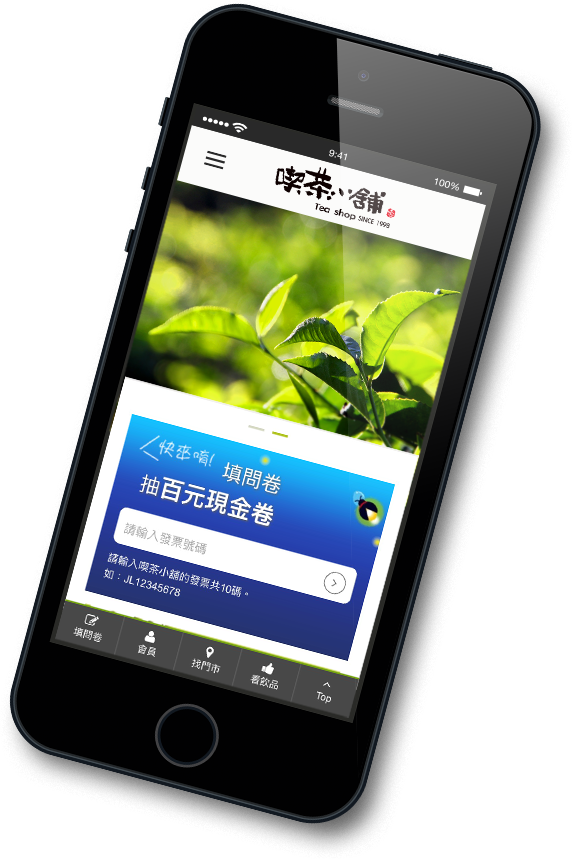 9:41
100%
喫茶小舖
Tea shop SINCE 1998
快來唷!
填問卷
抽百元現金卷
請輸入發票號碼
請輸入喫茶小舖的發票共10碼。
如:JL12345678
填問卷
會員
找門市
看飲品
Top